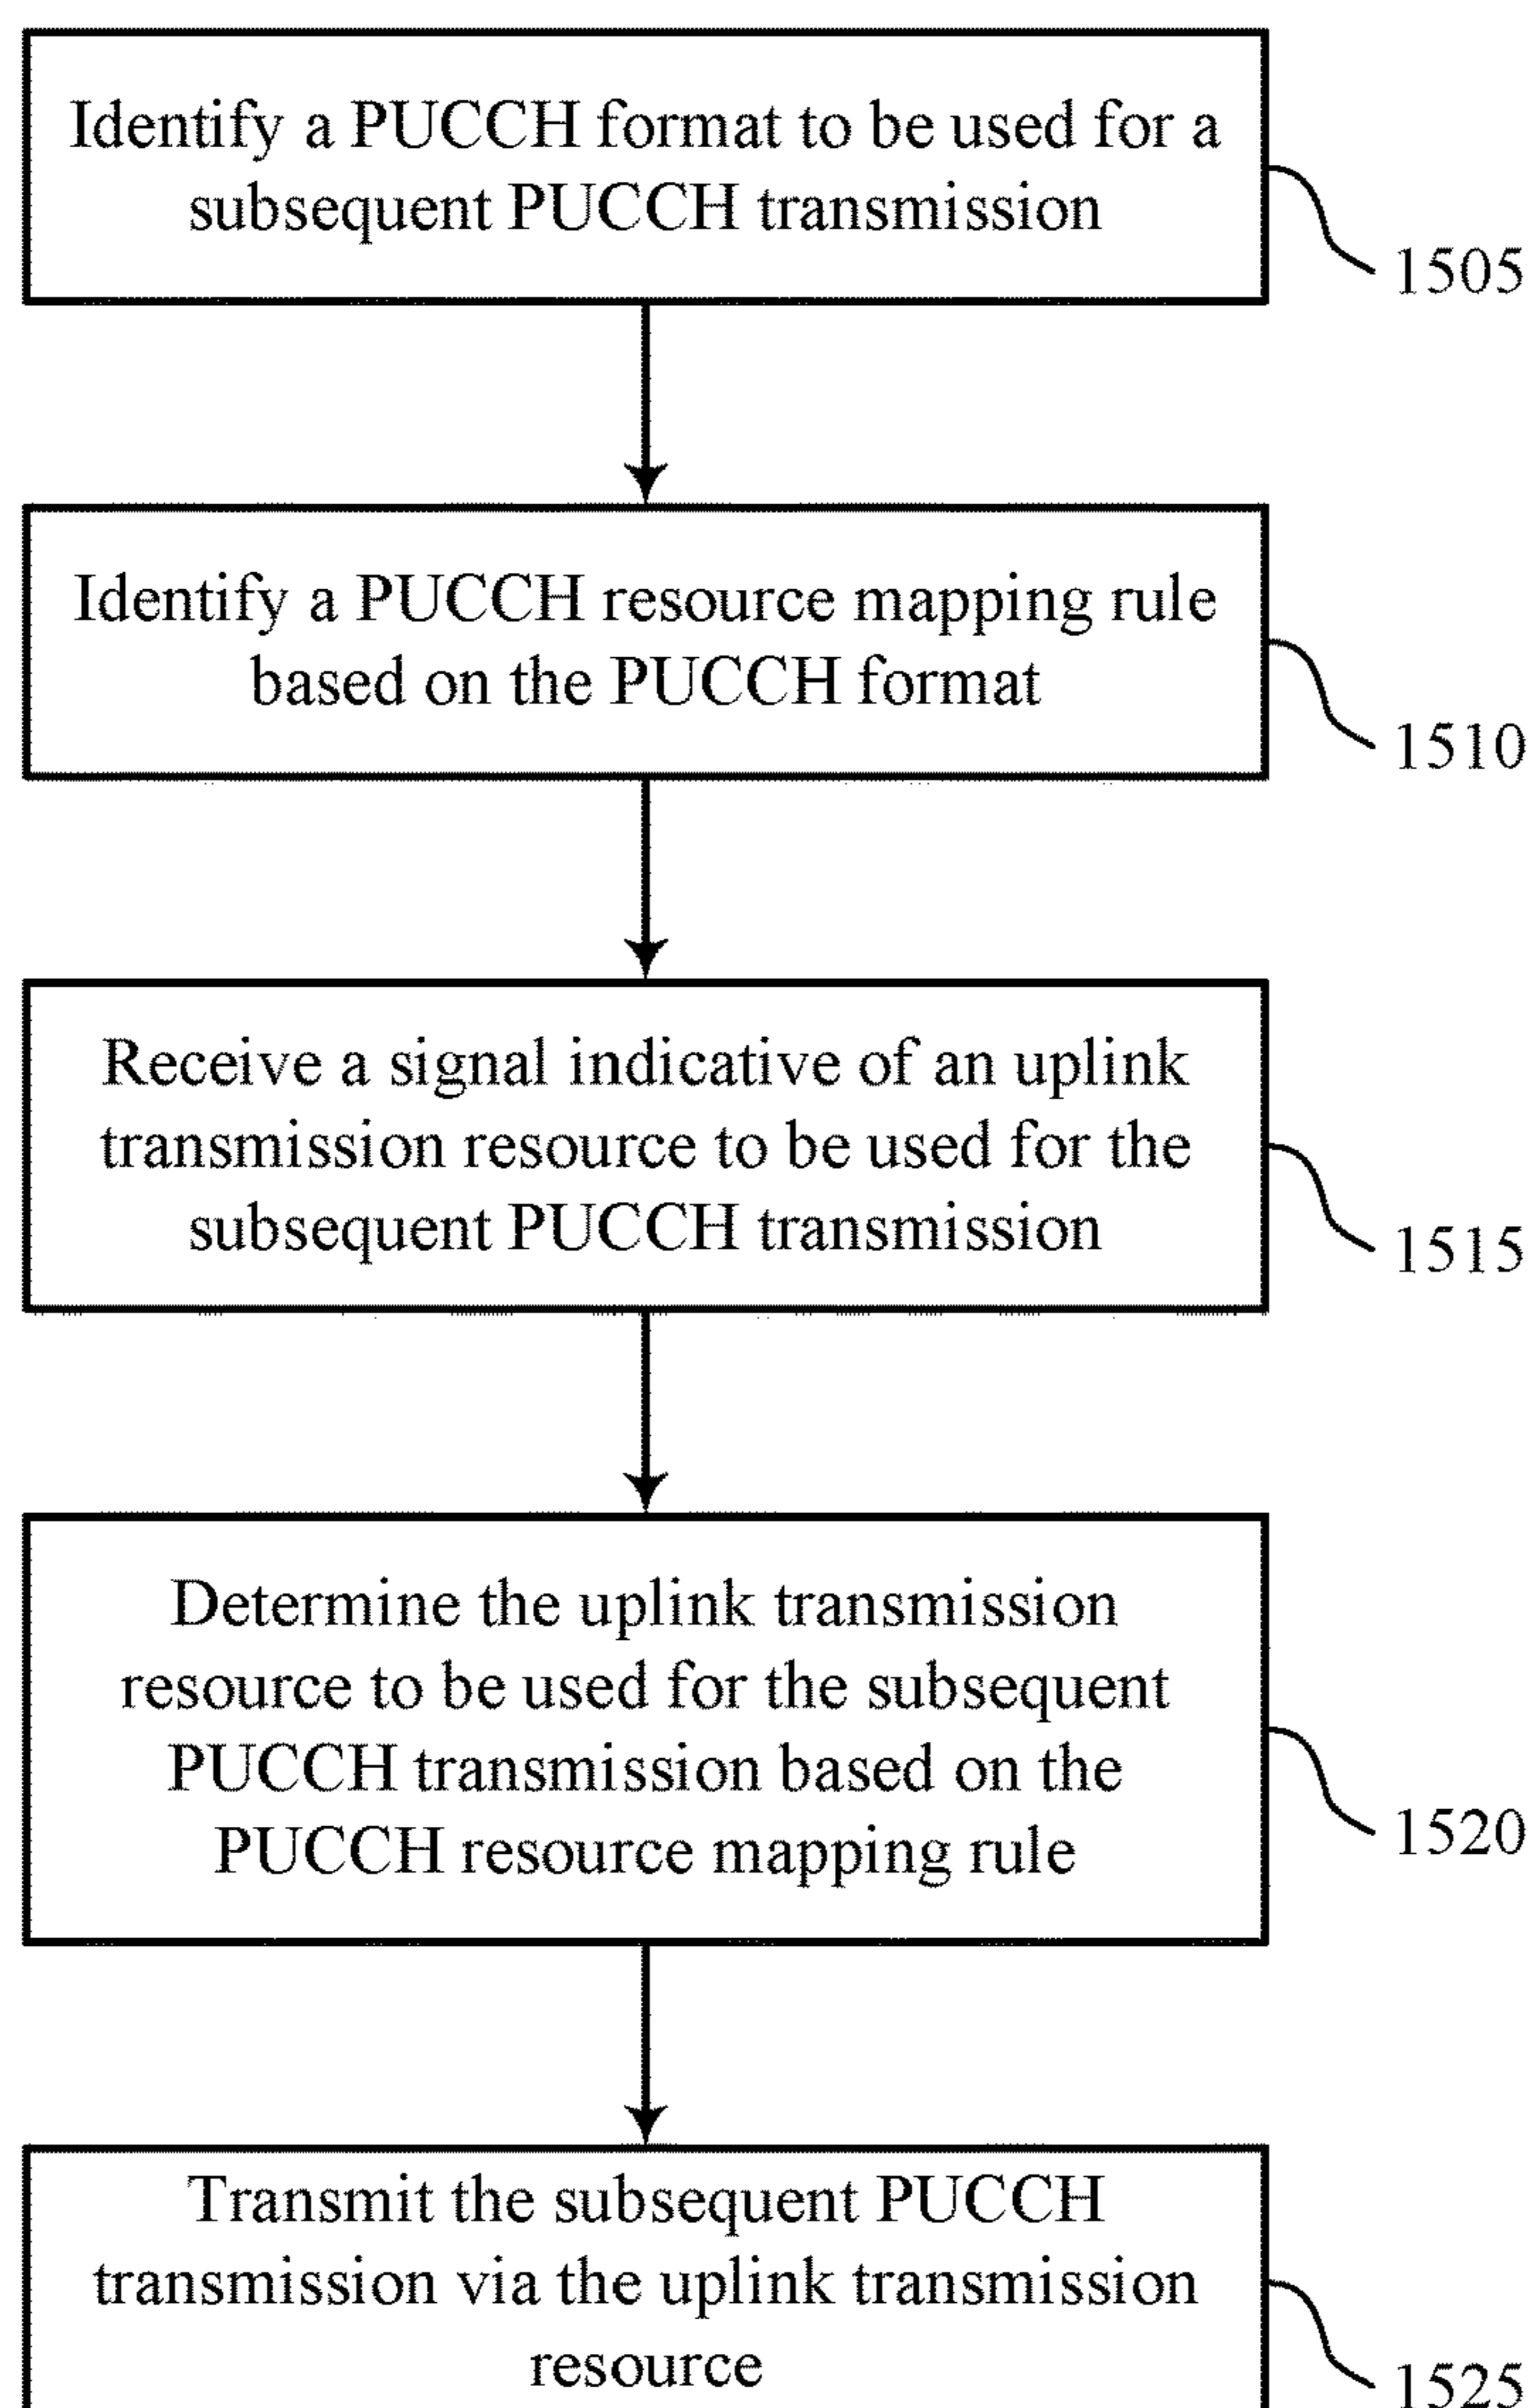 Identify a PUCCH format to be used for a
subsequent PUCCH transmission
1505
Identify a PUCCH resource mapping rule
based on the PUCCH format
1510
Receive a signal indicative of an uplink
transmission resource to be used for the
subsequent PUCCH transmission
1515
Determine the uplink transmission
resource to be used for the subsequent
PUCCH transmission based on the
PUCCH resource mapping rule
1520
Transmit the subsequent PUCCH
transmission via the uplink transmission
resource
1525